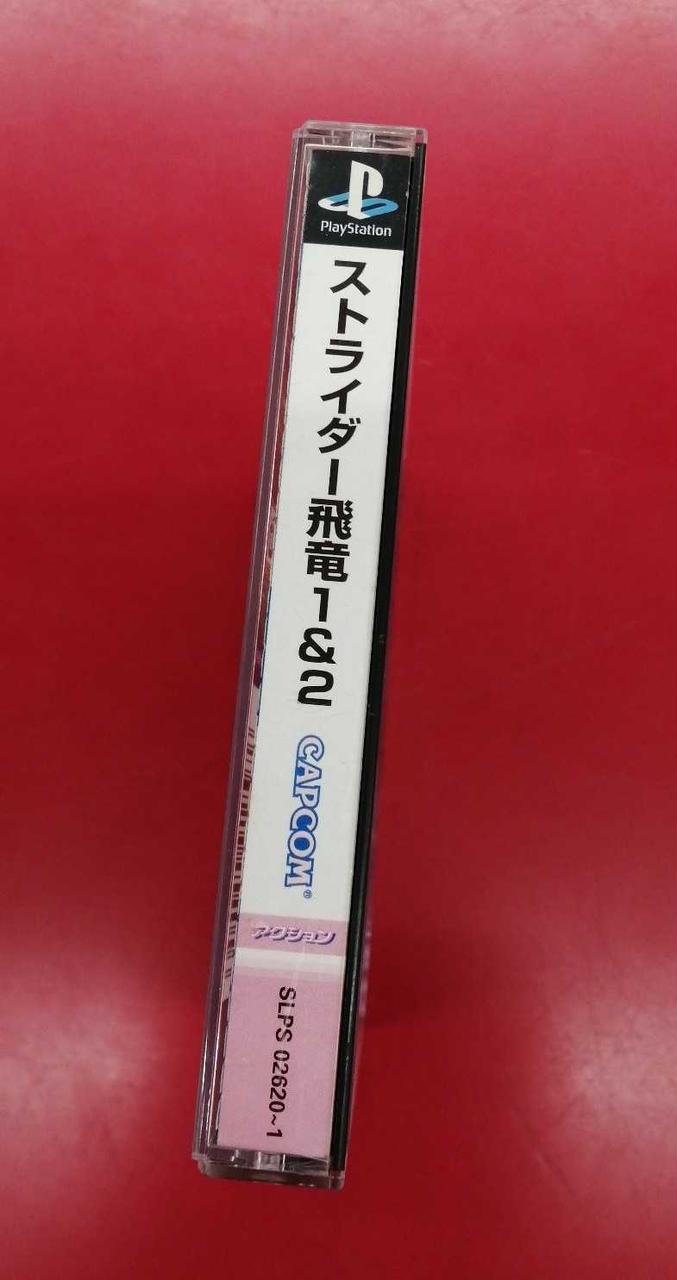 PlayStation
ストライダー飛竜1&2
CAPCOM®
アクション
SLPS 02620~1